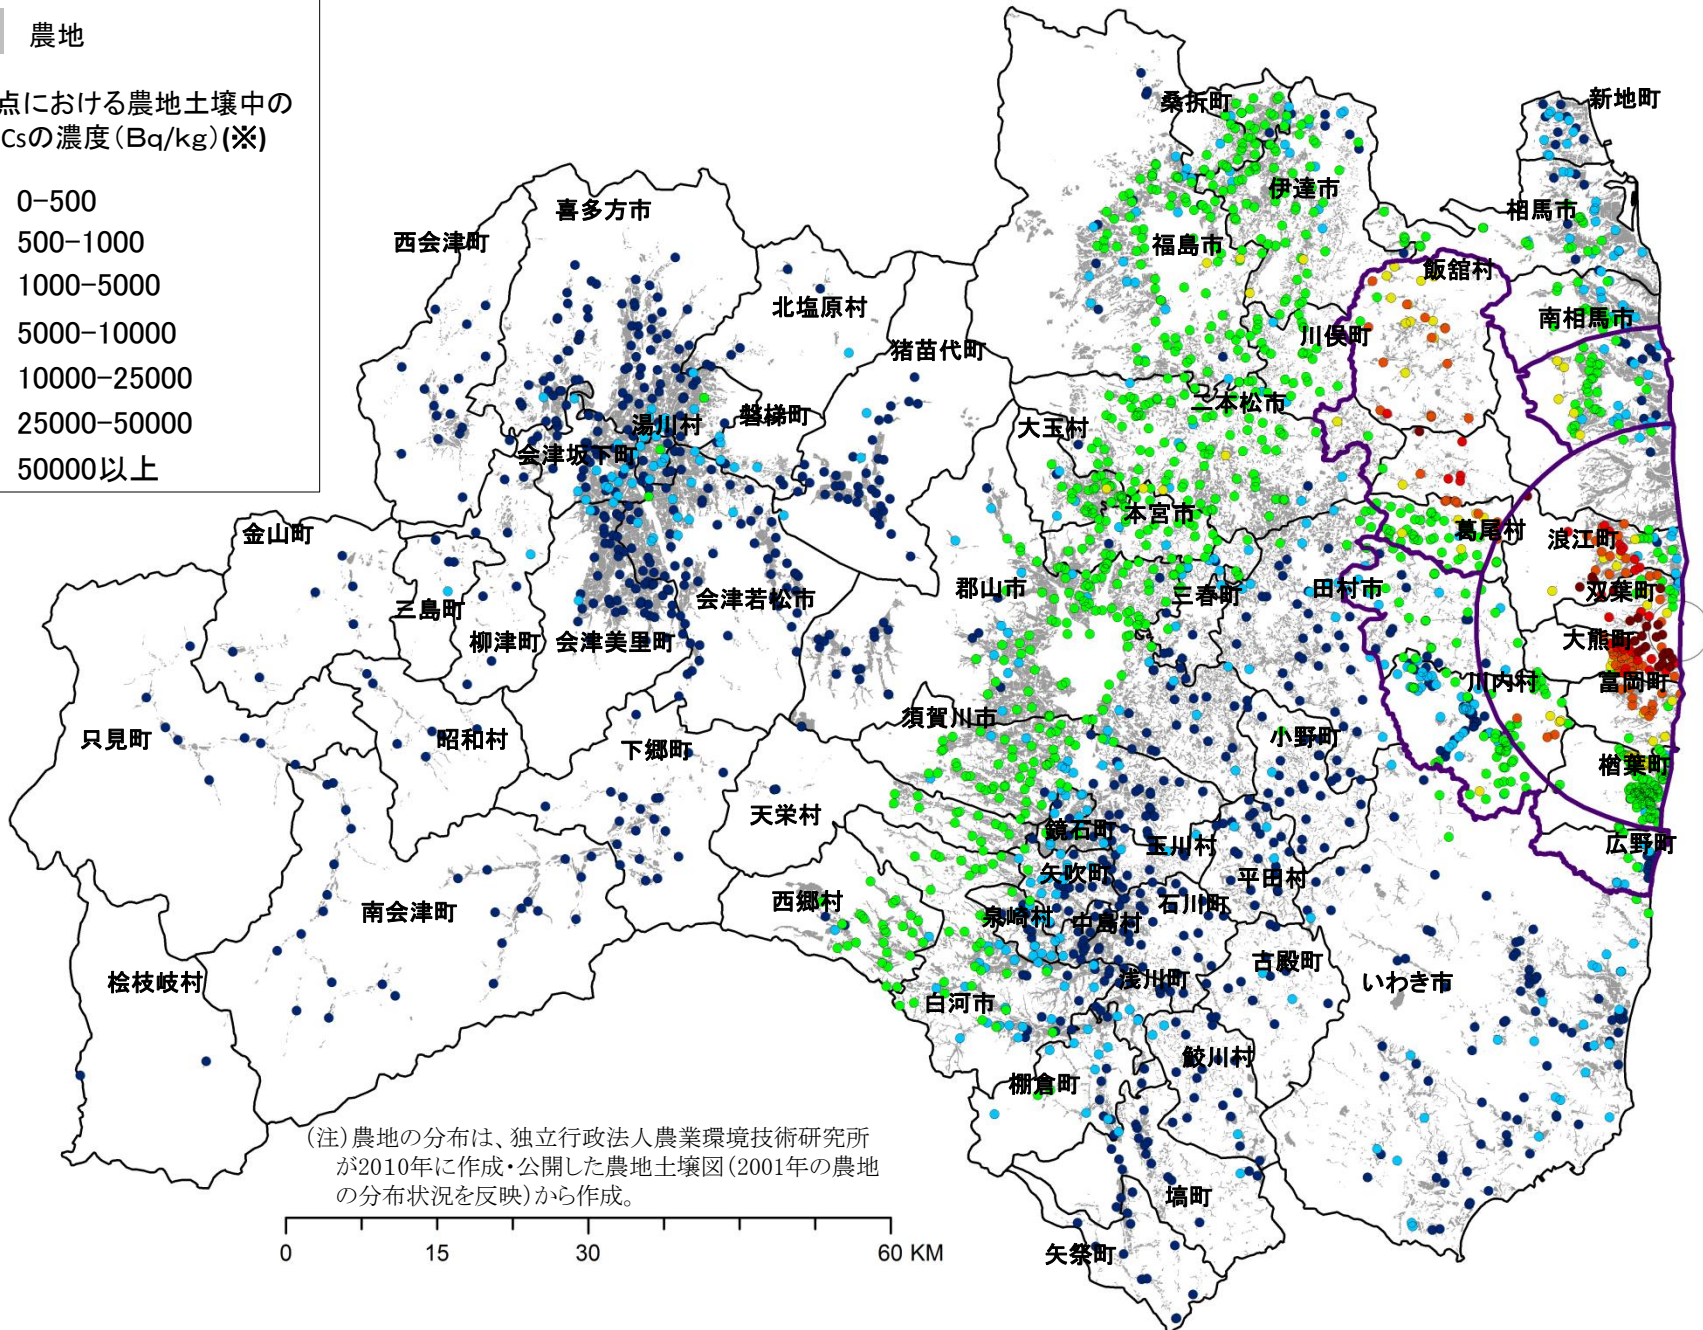 農地
点における農地土壌中の
Csの濃度（Bq/kg）(※)
0-500
500-1000
1000-5000
5000-10000
10000-25000
25000-50000
50000以上
桑折町
新地町
伊達市
喜多方市
相馬市
西会津町
福島市
飯舘村
北塩原村
南相馬市
川俣町
猪苗代町
二本松市
磐梯町
湯川村
大玉村
会津坂下町
本宮市
金山町
葛尾村
浪江町
郡山市
田村市
双葉町
三春町
会津若松市
三島町
柳津町
会津美里町
大熊町
川内村
富岡町
須賀川市
只見町
昭和村
下郷町
小野町
楢葉町
天栄村
鏡石町
玉川村
広野町
矢吹町
平田村
西郷村
石川町
南会津町
泉崎村
中島村
古殿町
浅川町
いわき市
桧枝岐村
白河市
鮫川村
棚倉町
（注）農地の分布は、独立行政法人農業環境技術研究所
が2010年に作成・公開した農地土壌図（2001年の農地
の分布状況を反映）から作成。
塙町
矢祭町
0 15 30 60 KM